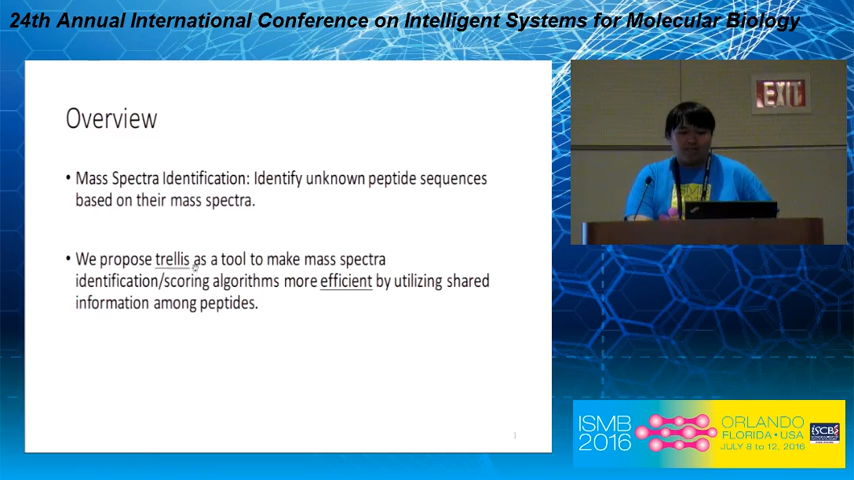 24th Annual International Conference on Intelligent Systems for Molecular Biology
Overview
• Mass Spectra Identification: Identify unknown peptide sequences
based on their mass spectra.
• We propose trellis as a tool to make mass spectra
identification/scoring algorithms more efficient by utilizing shared
information among peptides.
EXIT
ISMB
2016
ORLANDO
FLORIDA • USA
JULY 8 to 12, 2016
ISCB